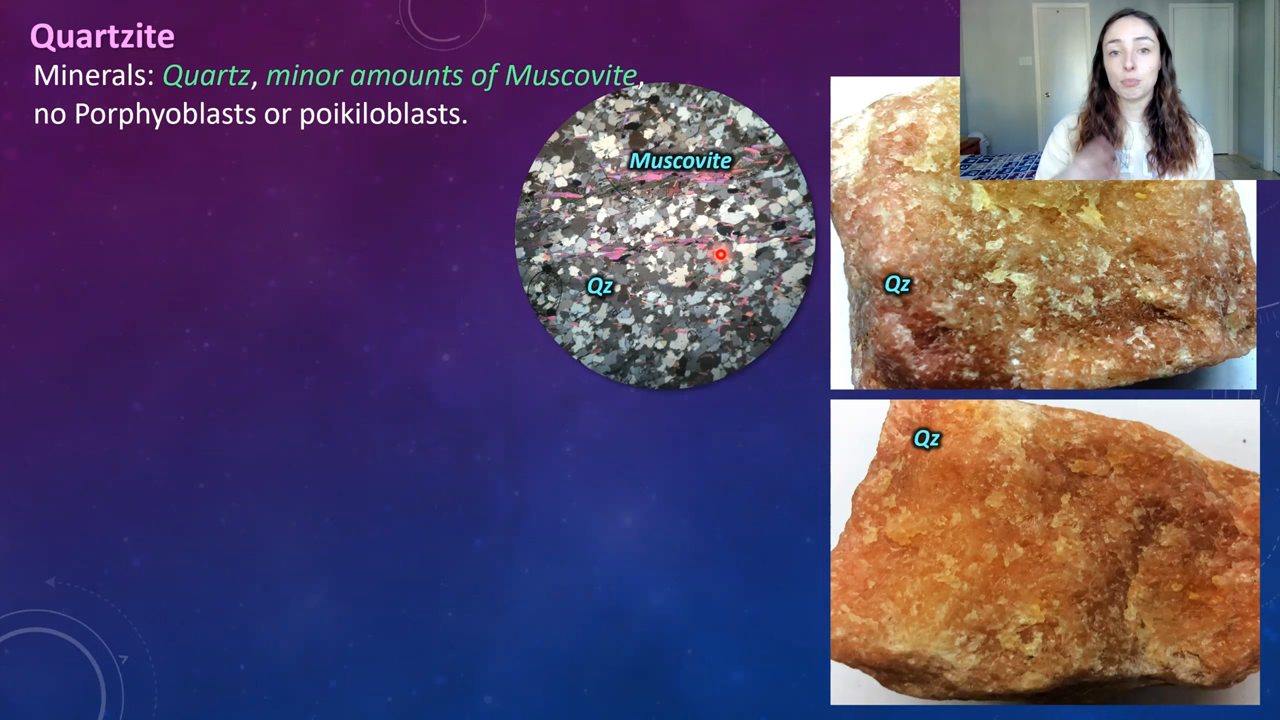 Quartzite
Minerals: Quartz, minor amounts of Muscovite,
no Porphyoblasts or poikiloblasts.
Muscovite
Qz
Qz
Qz